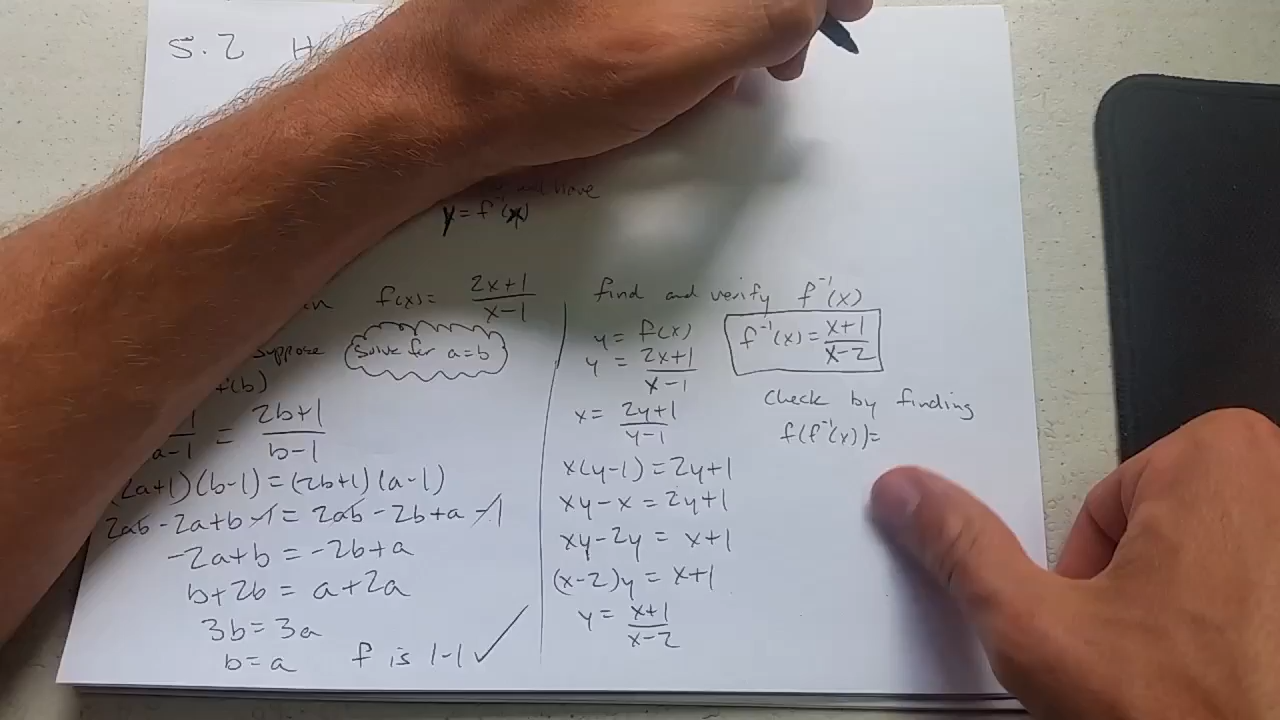 5.2 H
have
y = f⁻¹(x)
f(x) = (2x+1)/(x-1)
suppose
Solve for a=b
f(b)
= (2b+1)/(b-1)
a-1
(2a+1)(b-1) = (2b+1)(a-1)
2ab - 2a + b - 1 = 2ab - 2b + a - 1
-2a+b = -2b+a
b+2b = a+2a
3b = 3a
b = a f is 1-1 ✓
find and verify f⁻¹(x)
y = f(x)
y = (2x+1)/(x-1)
x = (2y+1)/(y-1)
x(y-1) = 2y+1
xy-x = 2y+1
xy-2y = x+1
(x-2)y = x+1
y = (x+1)/(x-2)
f⁻¹(x) = (x+1)/(x-2)
check by finding
f(f⁻¹(x))=